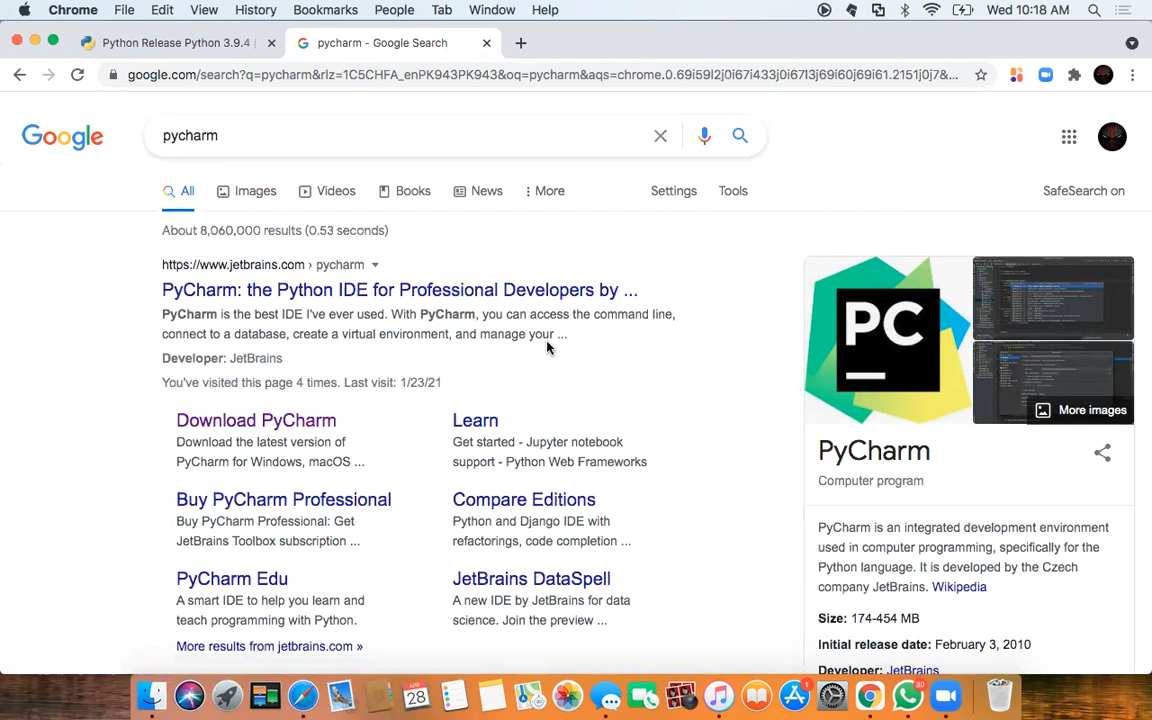 Chrome File Edit View History Bookmarks People Tab Window Help Wed 10:18 AM
Python Release Python 3.9.4 | pycharm - Google Search
google.com/search?q=pycharm&rlz=1C5CHFA_enPK943PK943&oq=pycharm&aqs=chrome.0.69i59l2j0i67i433j0i67l3j69i60j69i61.2151j0j7&...
Google pycharm
All Images Videos Books News More Settings Tools SafeSearch on
About 8,060,000 results (0.53 seconds)
https://www.jetbrains.com › pycharm
PyCharm: the Python IDE for Professional Developers by ...
PyCharm is the best IDE I've ever used. With PyCharm, you can access the command line,
connect to a database, create a virtual environment, and manage your ...
Developer: JetBrains
You've visited this page 4 times. Last visit: 1/23/21
Download PyCharm
Download the latest version of
PyCharm for Windows, macOS ...
Learn
Get started - Jupyter notebook
support - Python Web Frameworks
Buy PyCharm Professional
Buy PyCharm Professional: Get
JetBrains Toolbox subscription ...
Compare Editions
Python and Django IDE with
refactorings, code completion ...
PyCharm Edu
A smart IDE to help you learn and
teach programming with Python.
JetBrains DataSpell
A new IDE by JetBrains for data
science. Join the preview ...
More results from jetbrains.com »
PC
More images
PyCharm
Computer program
PyCharm is an integrated development environment
used in computer programming, specifically for the
Python language. It is developed by the Czech
company JetBrains. Wikipedia
Size: 174-454 MB
Initial release date: February 3, 2010
Developer: JetBrains
28
1
30